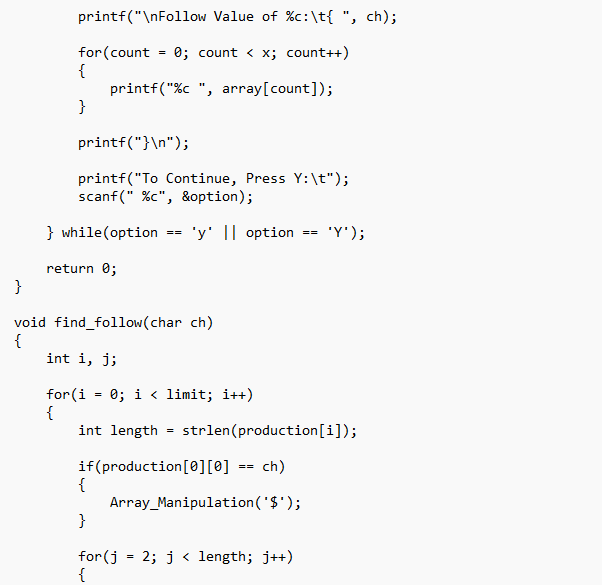 printf("\nFollow Value of %c:\t{ ", ch);
        for(count = 0; count < x; count++)
        {
            printf("%c ", array[count]);
        }
        printf("}\n");
        printf("To Continue, Press Y:\t");
        scanf(" %c", &option);
    } while(option == 'y' || option == 'Y');
    return 0;
}
void find_follow(char ch)
{
    int i, j;
    for(i = 0; i < limit; i++)
    {
        int length = strlen(production[i]);
        if(production[0][0] == ch)
        {
            Array_Manipulation('$');
        }
        for(j = 2; j < length; j++)
        {